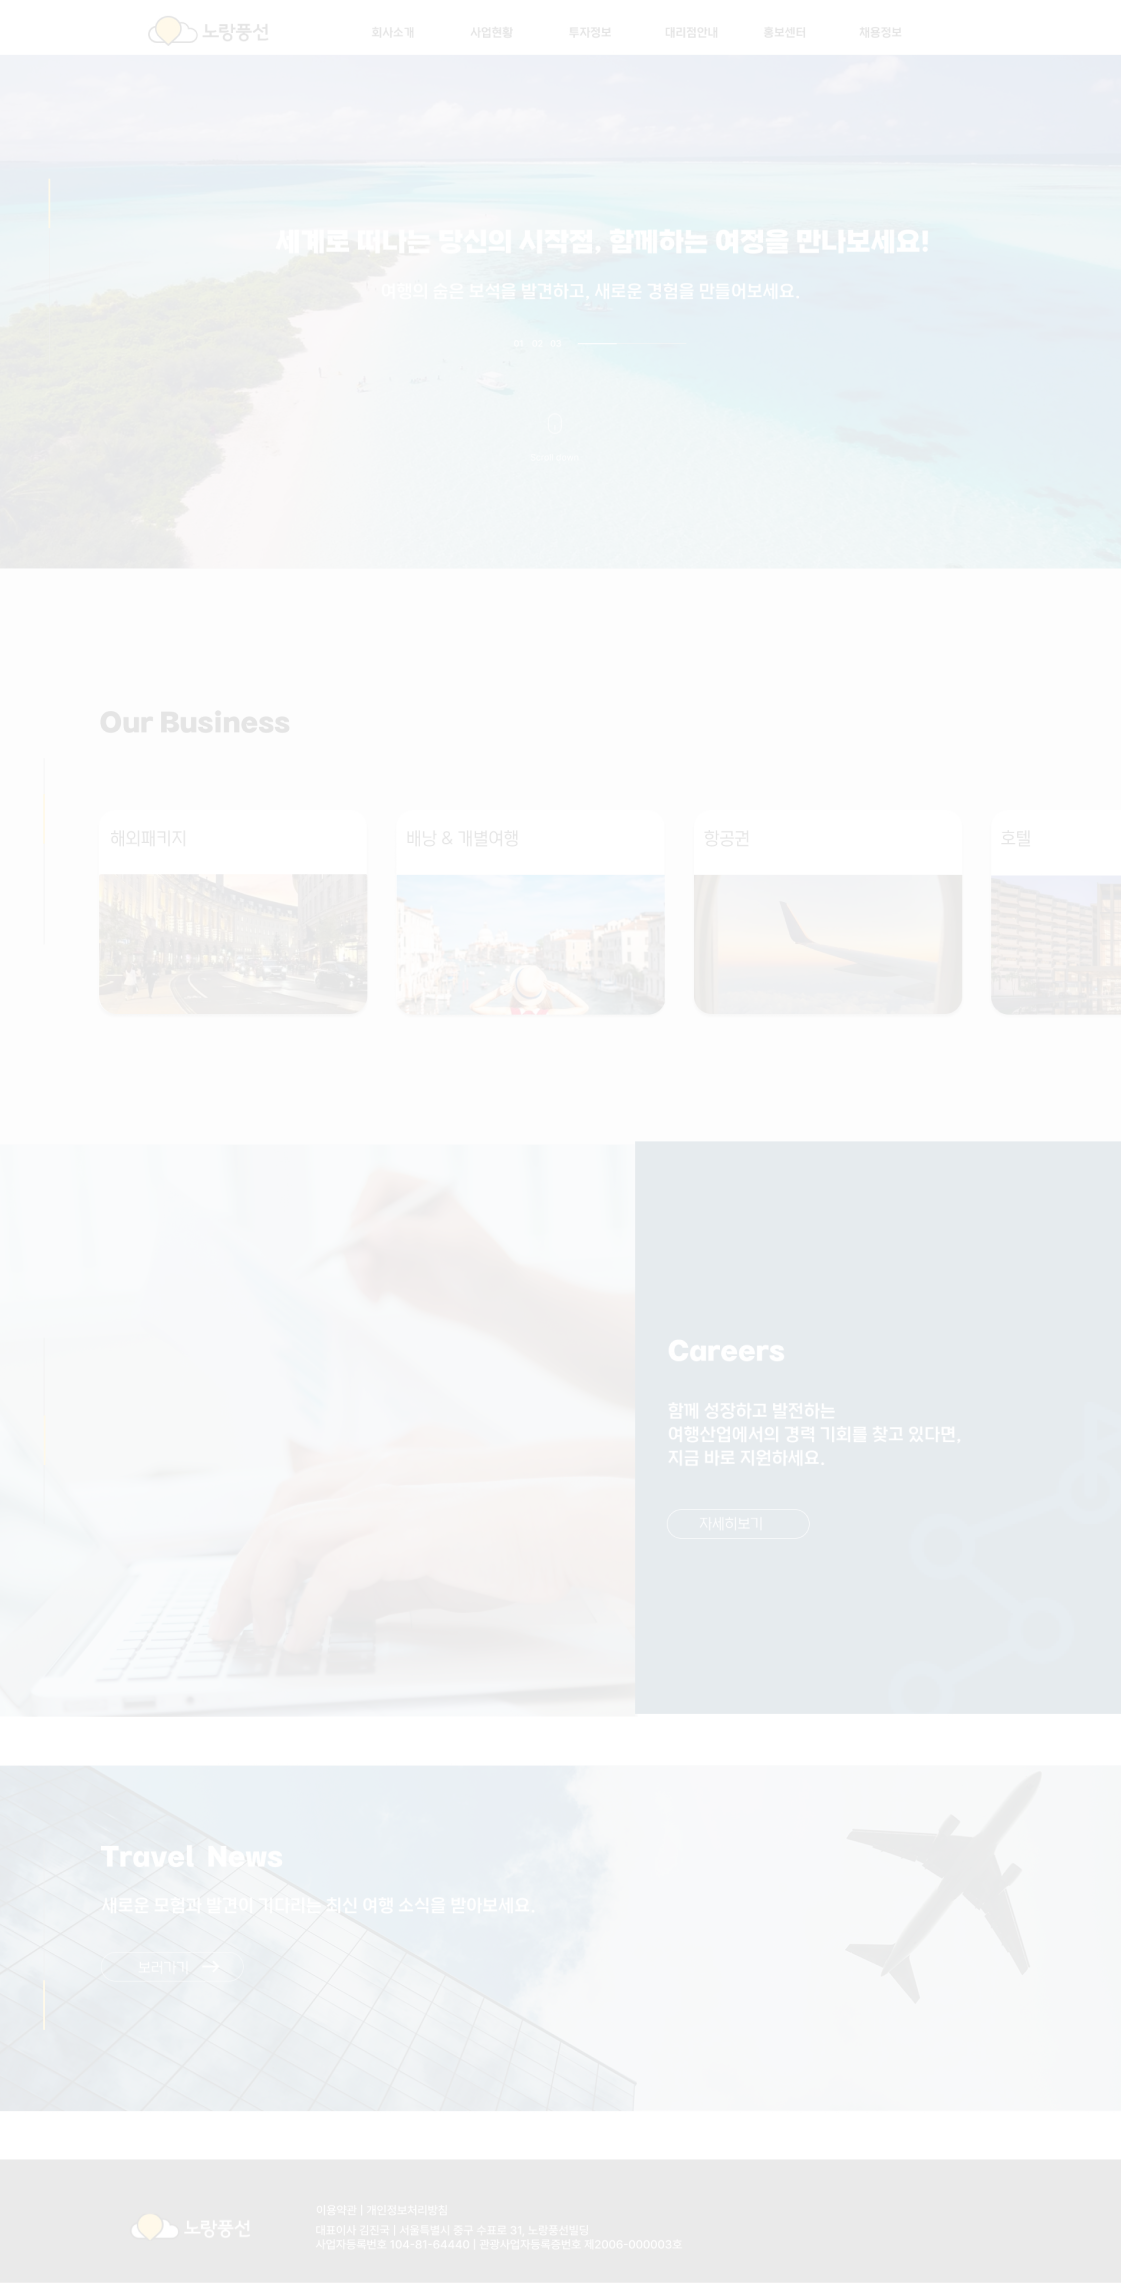 노랑풍선
회사소개 사업현황 투자정보 대리점안내 홍보센터 채용정보
세계로 떠나는 당신의 시작점, 함께하는 여정을 만나보세요!
여행의 숨은 보석을 발견하고, 새로운 경험을 만들어보세요.
Our Business
해외패키지
배낭 & 개별여행
항공권
호텔
Careers
함께 성장하고 발전하는
여행산업에서의 경력 기회를 찾고 있다면,
지금 바로 지원하세요.
자세히보기
Travel News
새로운 모험과 발견이 기다리는 최신 여행 소식을 받아보세요.
보러가기
노랑풍선
이용약관 | 개인정보처리방침
대표이사 김진국 | 서울특별시 중구 수표로 31, 노랑풍선빌딩
사업자등록번호 104-81-64440 | 관광사업자등록증번호 제2006-000003호